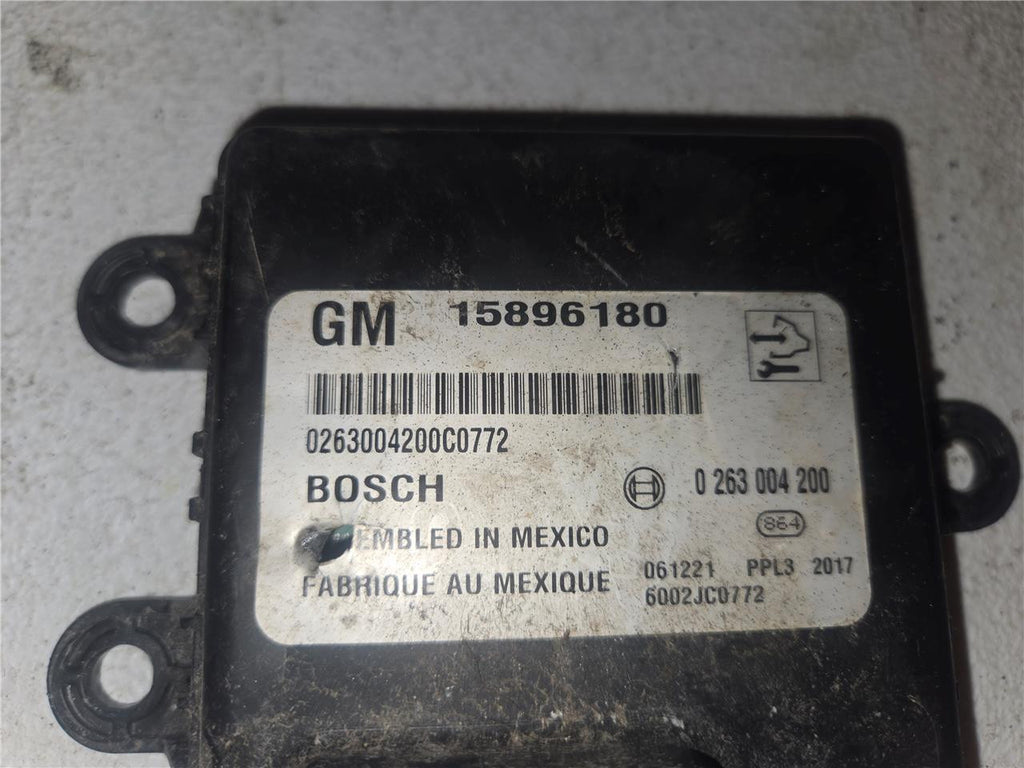 GM 15896180
0263004200C0772
BOSCH 0 263 004 200
864
EMBLED IN MEXICO
FABRIQUE AU MEXIQUE
061221 PPL3 2017
6002JC0772